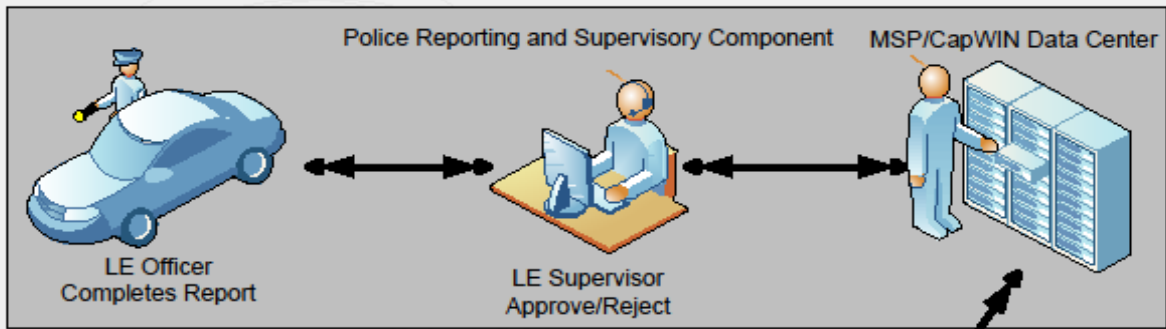 Police Reporting and Supervisory Component
MSP/CapWIN Data Center
LE Officer
Completes Report
LE Supervisor
Approve/Reject